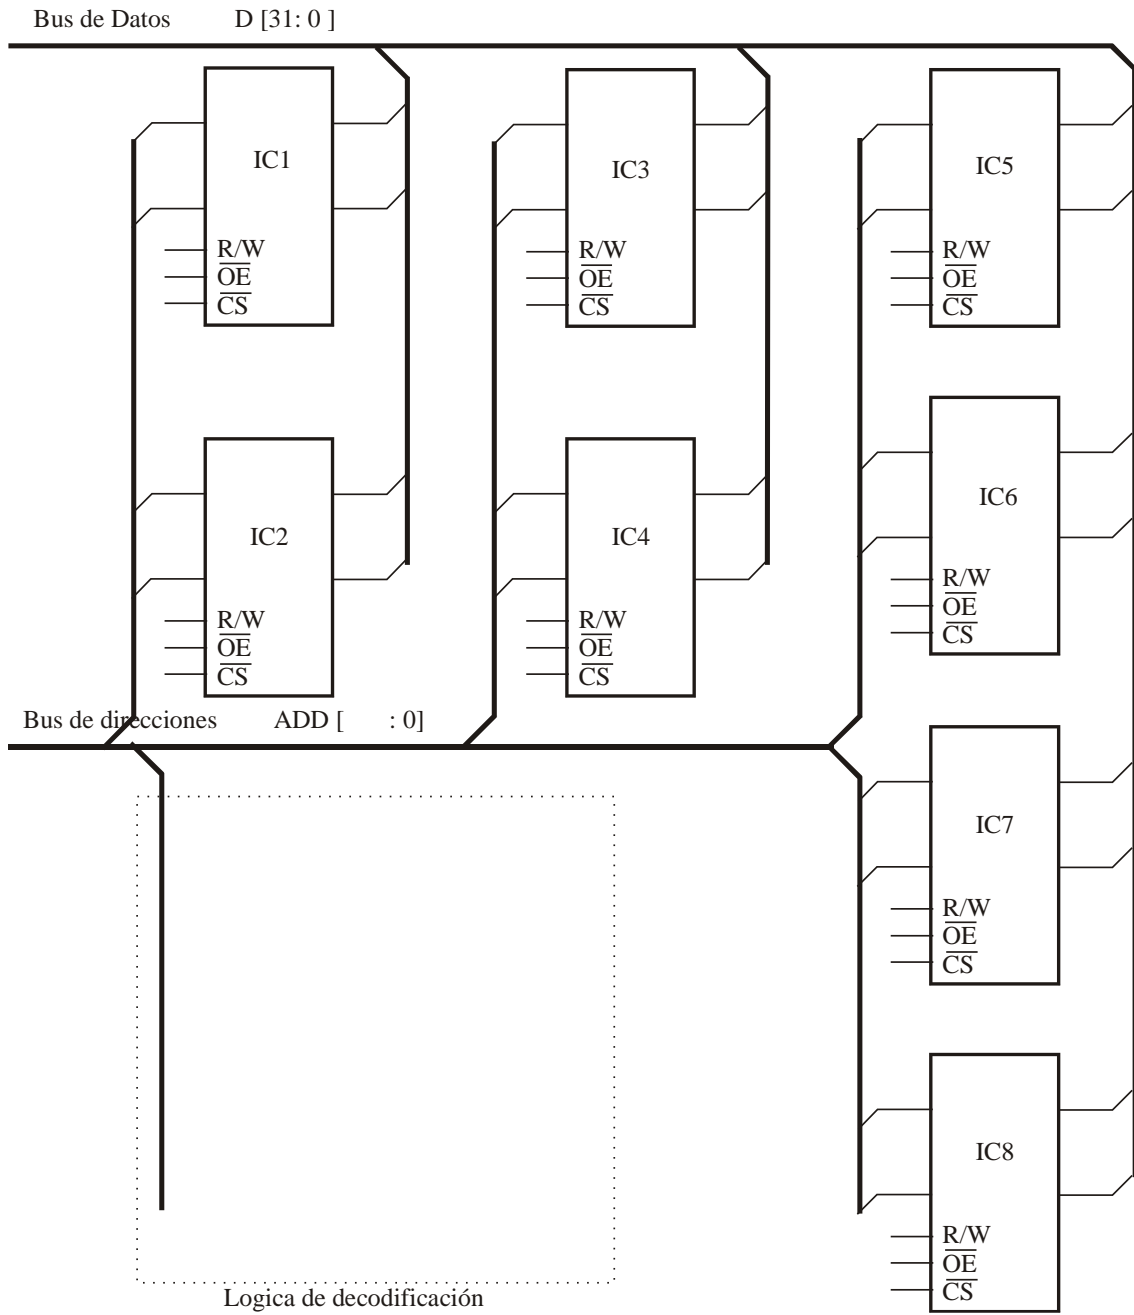 Bus de Datos D [31: 0 ]
IC1
R/W
OE
CS
IC3
R/W
OE
CS
IC5
R/W
OE
CS
IC2
R/W
OE
CS
IC4
R/W
OE
CS
IC6
R/W
OE
CS
Bus de direcciones ADD [ : 0]
IC7
R/W
OE
CS
IC8
R/W
OE
CS
Logica de decodificación